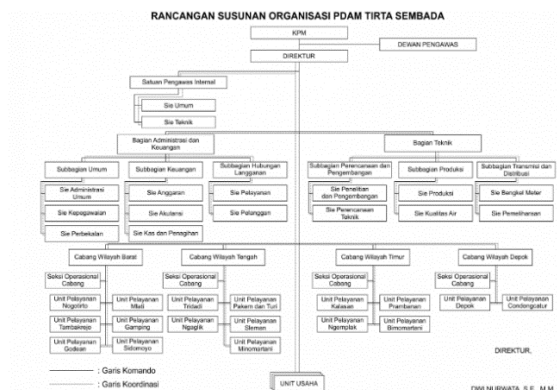 RANCANGAN SUSUNAN ORGANISASI PDAM TIRTA SEMBADA
KPM
DEWAN PENGAWAS
DIREKTUR
Satuan Pengawas Internal
Sie Umum
Sie Teknik
Bagian Administrasi dan
Keuangan
Bagian Teknik
Subbagian Umum
Subbagian Keuangan
Subbagian Hubungan
Langganan
Subbagian Perencanaan dan
Pengembangan
Subbagian Produksi
Subbagian Transmisi dan
Distribusi
Sie Administrasi
Umum
Sie Anggaran
Sie Pelayanan
Sie Penelitian
dan Pengembangan
Sie Produksi
Sie Bengkel Meter
Sie Kepegawaian
Sie Akutansi
Sie Pelanggan
Sie Perencanaan
Teknik
Sie Kualitas Air
Sie Pemeliharaan
Sie Perbekalan
Sie Kas dan Penagihan
Cabang Wilayah Barat
Cabang Wilayah Tengah
Cabang Wilayah Timur
Cabang Wilayah Depok
Seksi Operasional
Cabang
Seksi Operasional
Cabang
Seksi Operasional
Cabang
Seksi Operasional
Cabang
Unit Pelayanan
Nogotirto
Unit Pelayanan
Mlati
Unit Pelayanan
Tridadi
Unit Pelayanan
Pakem dan Turi
Unit Pelayanan
Kalasan
Unit Pelayanan
Prambanan
Unit Pelayanan
Depok
Unit Pelayanan
Condongcatur
Unit Pelayanan
Tambakrejo
Unit Pelayanan
Gamping
Unit Pelayanan
Ngaglik
Unit Pelayanan
Sleman
Unit Pelayanan
Ngemplak
Unit Pelayanan
Bimomartani
Unit Pelayanan
Godean
Unit Pelayanan
Sidomoyo
Unit Pelayanan
Minomartani
DIREKTUR,
: Garis Komando
: Garis Koordinasi
UNIT USAHA
DWI NURWATA, S.E., M.M